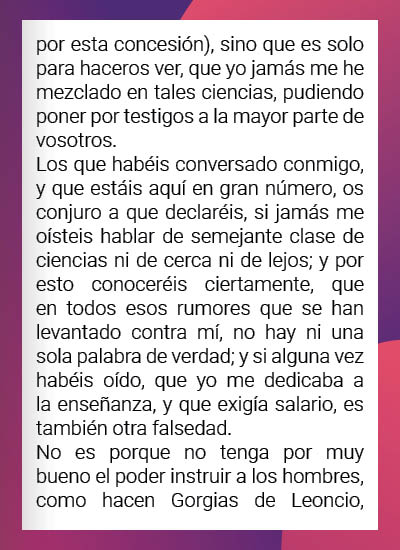 por esta concesión), sino que es solo
para haceros ver, que yo jamás me he
mezclado en tales ciencias, pudiendo
poner por testigos a la mayor parte de
vosotros.
Los que habéis conversado conmigo,
y que estáis aquí en gran número, os
conjuro a que declaréis, si jamás me
oísteis hablar de semejante clase de
ciencias ni de cerca ni de lejos; y por
esto conoceréis ciertamente, que
en todos esos rumores que se han
levantado contra mí, no hay ni una
sola palabra de verdad; y si alguna vez
habéis oído, que yo me dedicaba a
la enseñanza, y que exigía salario, es
también otra falsedad.
No es porque no tenga por muy
bueno el poder instruir a los hombres,
como hacen Gorgias de Leoncio,